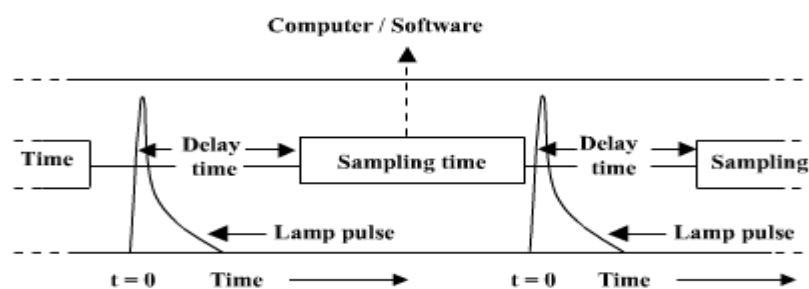 Computer / Software
Delay
time
Delay
time
Time
Sampling time
Sampling
Lamp pulse
Lamp pulse
t = 0
Time
t = 0
Time